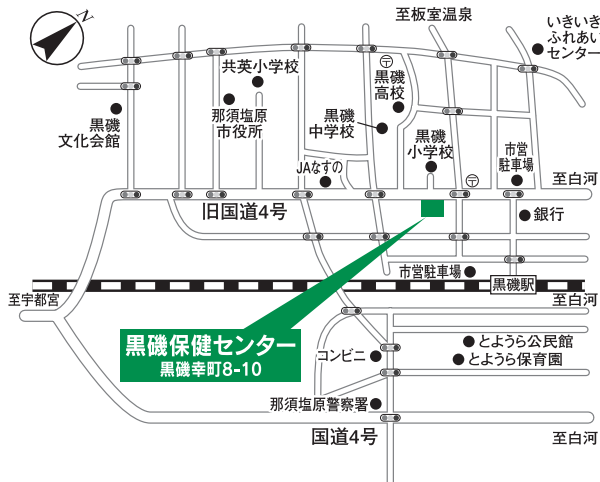 N
至板室温泉
いきいき
ふれあい
センター
共英小学校
〒
黒磯
高校
那須塩原
市役所
黒磯
中学校
黒磯
文化会館
黒磯
小学校
市営
駐車場
JAなすの
〒
至白河
旧国道4号
銀行
市営駐車場
黒磯駅
至宇都宮
至白河
黒磯保健センター
黒磯幸町8-10
コンビニ
とようら公民館
とようら保育園
那須塩原警察署
国道4号
至白河